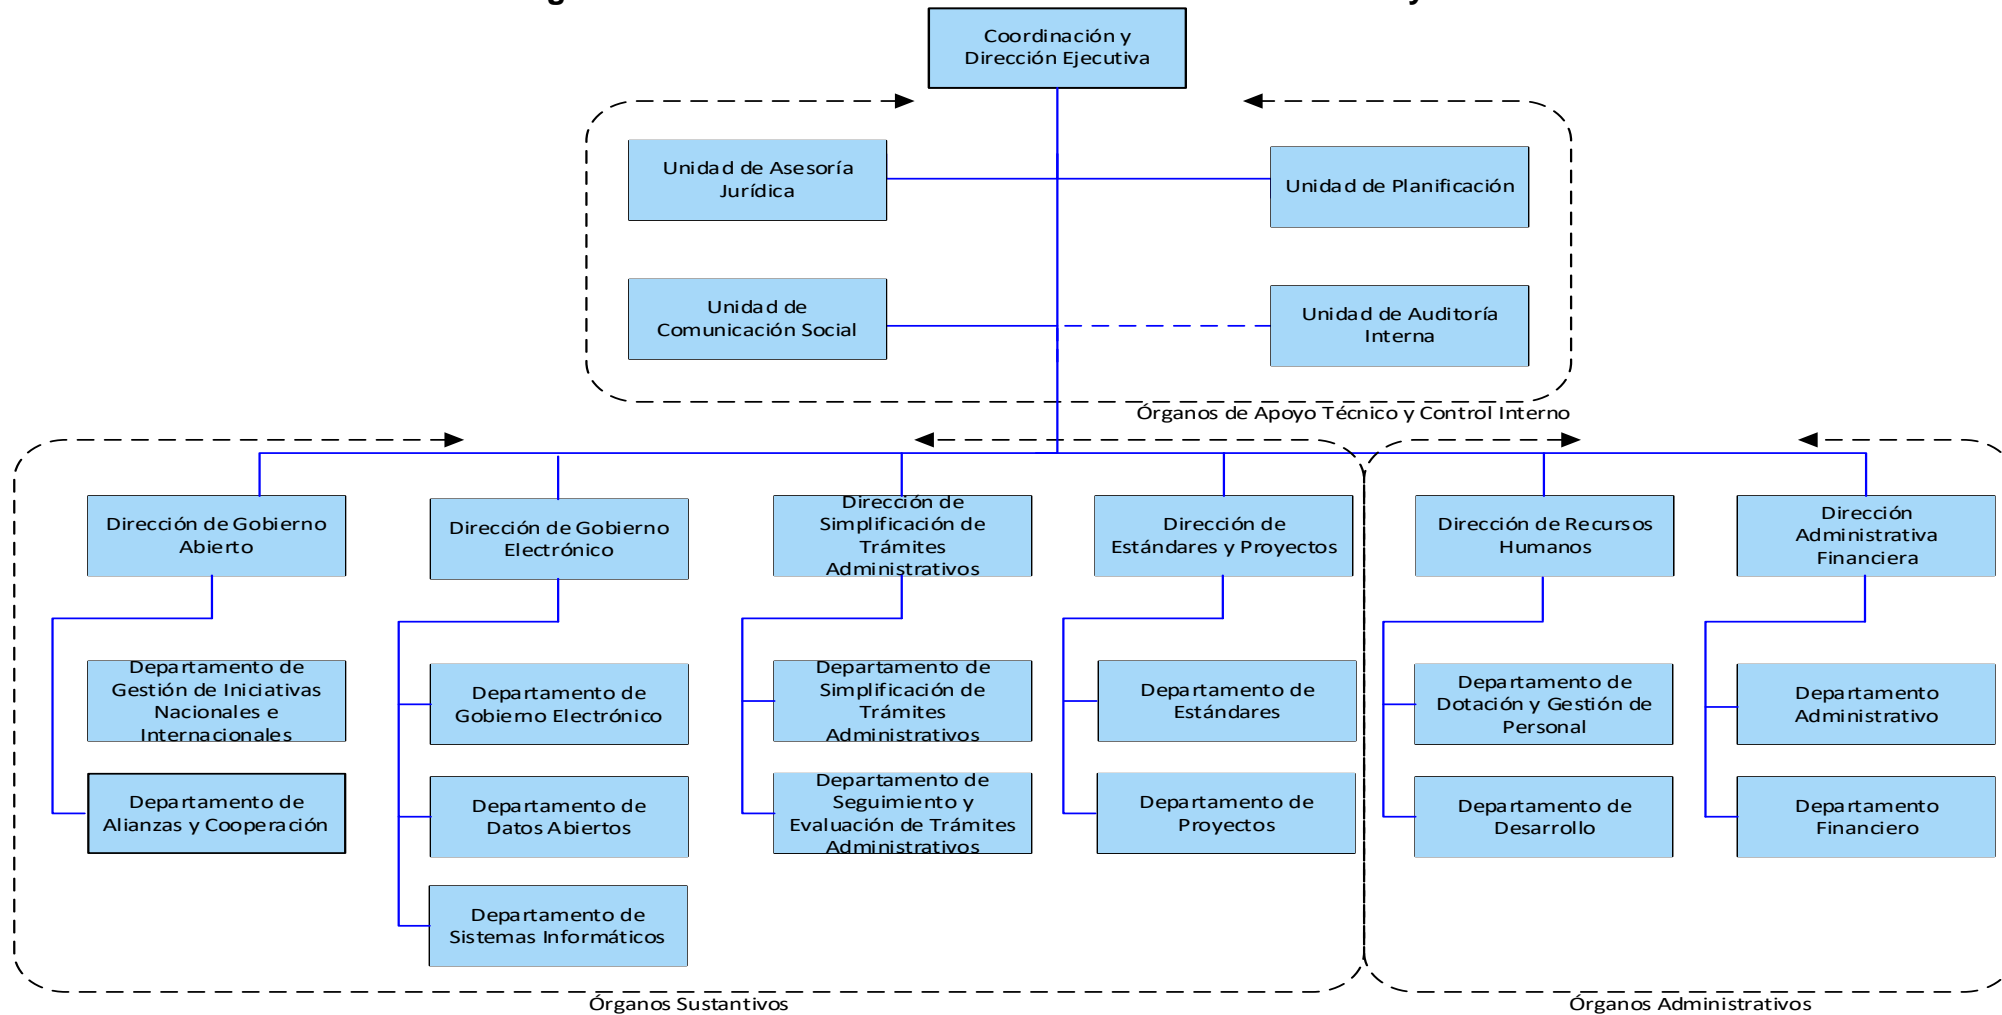 Coordinación y
Dirección Ejecutiva
Unidad de Asesoría
Jurídica
Unidad de Planificación
Unidad de
Comunicación Social
Unidad de Auditoría
Interna
Órganos de Apoyo Técnico y Control Interno
Dirección de Gobierno
Abierto
Dirección de Gobierno
Electrónico
Dirección de
Simplificación de
Trámites
Administrativos
Dirección de
Estándares y Proyectos
Dirección de Recursos
Humanos
Dirección
Administrativa
Financiera
Departamento de
Gestión de Iniciativas
Nacionales e
Internacionales
Departamento de
Gobierno Electrónico
Departamento de
Simplificación de
Trámites
Administrativos
Departamento de
Estándares
Departamento de
Dotación y Gestión de
Personal
Departamento
Administrativo
Departamento de
Alianzas y Cooperación
Departamento de
Datos Abiertos
Departamento de
Seguimiento y
Evaluación de Trámites
Administrativos
Departamento de
Proyectos
Departamento de
Desarrollo
Departamento
Financiero
Departamento de
Sistemas Informáticos
Órganos Sustantivos
Órganos Administrativos